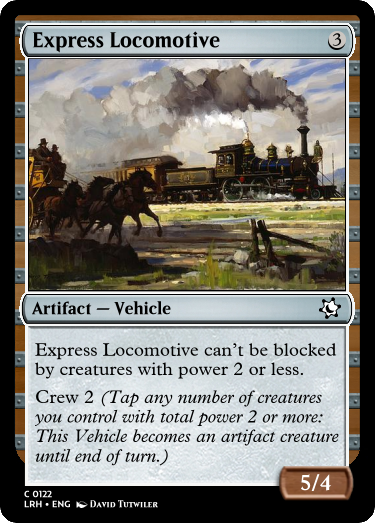 Express Locomotive 3
Artifact — Vehicle
Express Locomotive can't be blocked
by creatures with power 2 or less.
Crew 2 (Tap any number of creatures
you control with total power 2 or more:
This Vehicle becomes an artifact creature
until end of turn.)
5/4
C 0122
LRH • ENG David Tutwiler